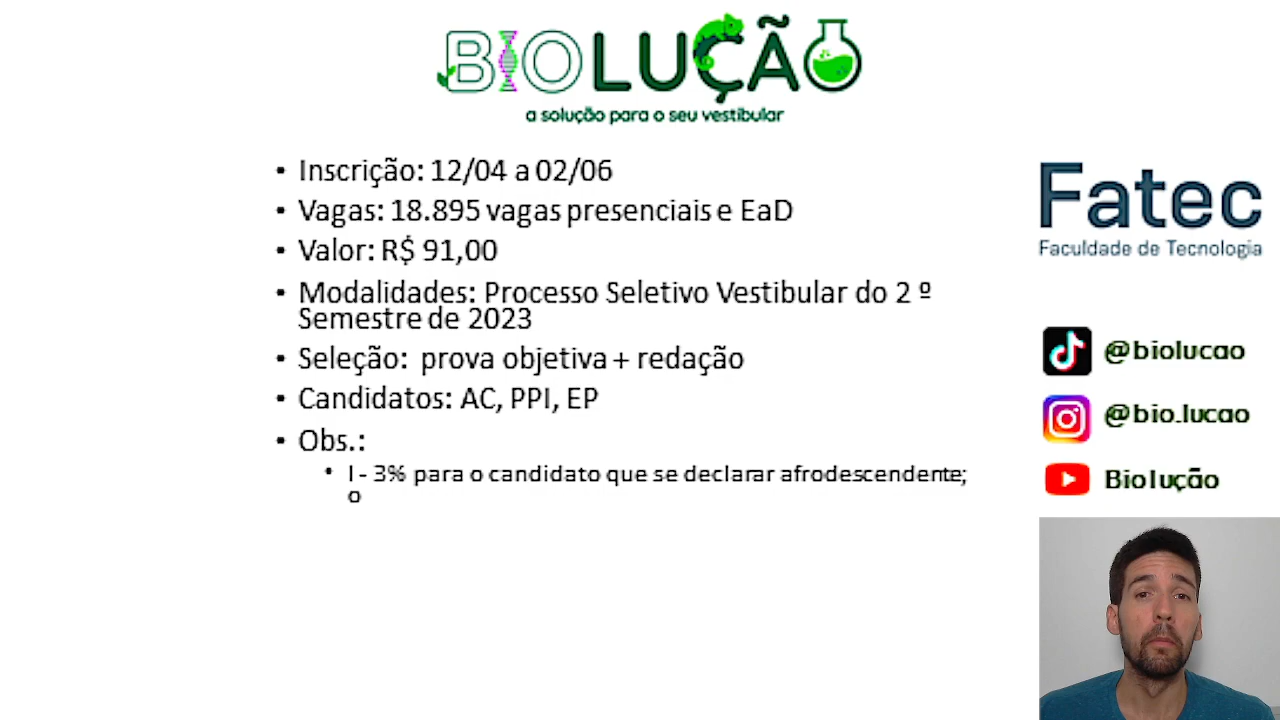 BIOLUÇÃO
a solução para o seu vestibular
• Inscrição: 12/04 a 02/06
• Vagas: 18.895 vagas presenciais e EaD
• Valor: R$ 91,00
• Modalidades: Processo Seletivo Vestibular do 2 º
Semestre de 2023
• Seleção: prova objetiva + redação
• Candidatos: AC, PPI, EP
• Obs.:
• I - 3% para o candidato que se declarar afrodescendente;
o
Fatec
Faculdade de Tecnologia
@biolucao
@bio.lucao
Biolução